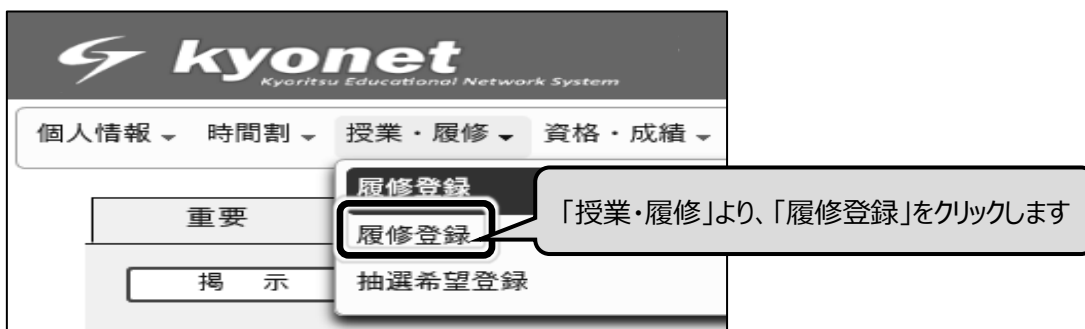 kyonet
Kyoritsu Educational Network System
個人情報 時間割 授業・履修 資格・成績
履修登録
重要
履修登録
「授業・履修」より、「履修登録」をクリックします
掲 示
抽選希望登録